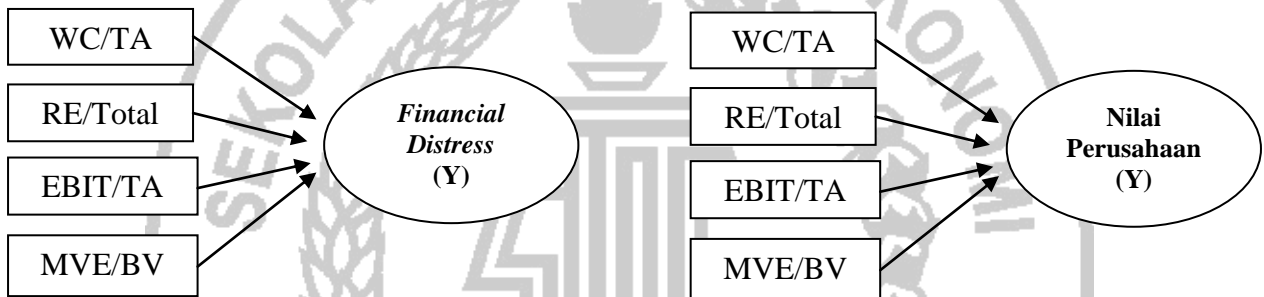 WC/TA
RE/Total
EBIT/TA
MVE/BV
Financial
Distress
(Y)
WC/TA
RE/Total
EBIT/TA
MVE/BV
Nilai
Perusahaan
(Y)